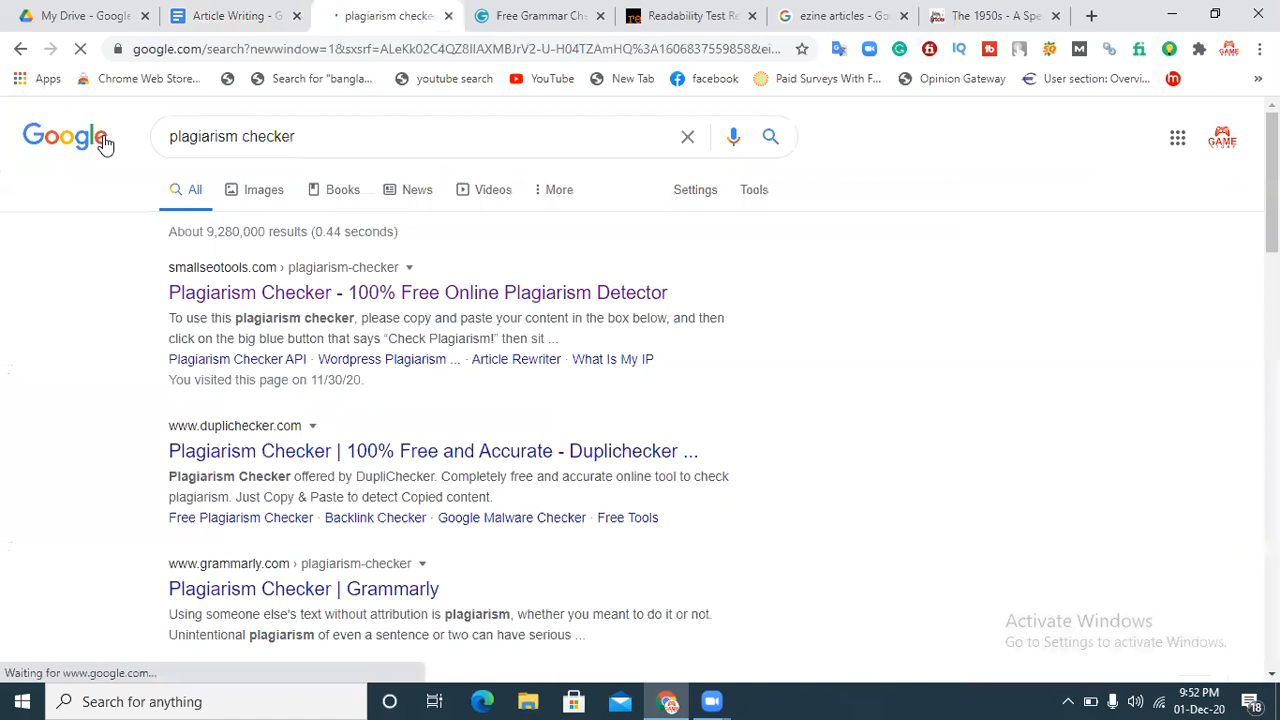 My Drive - Google
Article Writing - G
plagiarism checke
Free Grammar Ch
Readability Test Re
ezine articles - Go
The 1950s - A Spe
google.com/search?newwindow=1&sxsrf=ALeKk02C4QZ8IIAXMBJrV2-U-H04TZAmHQ%3A1606837559858&ei...
Apps
Chrome Web Store...
Search for "bangla...
youtube search
YouTube
New Tab
facebook
Paid Surveys With F...
Opinion Gateway
User section: Overvi...
»
Google
plagiarism checker
GAME
All
Images
Books
News
Videos
More
Settings
Tools
About 9,280,000 results (0.44 seconds)
smallseotools.com › plagiarism-checker
Plagiarism Checker - 100% Free Online Plagiarism Detector
To use this plagiarism checker, please copy and paste your content in the box below, and then
click on the big blue button that says “Check Plagiarism!” then sit ...
Plagiarism Checker API · Wordpress Plagiarism ... · Article Rewriter · What Is My IP
You visited this page on 11/30/20.
www.duplichecker.com
Plagiarism Checker | 100% Free and Accurate - Duplichecker ...
Plagiarism Checker offered by DupliChecker. Completely free and accurate online tool to check
plagiarism. Just Copy & Paste to detect Copied content.
Free Plagiarism Checker · Backlink Checker · Google Malware Checker · Free Tools
www.grammarly.com › plagiarism-checker
Plagiarism Checker | Grammarly
Using someone else's text without attribution is plagiarism, whether you meant to do it or not.
Unintentional plagiarism of even a sentence or two can have serious ...
Activate Windows
Go to Settings to activate Windows.
Waiting for www.google.com...
Search for anything
9:52 PM
01-Dec-20
18